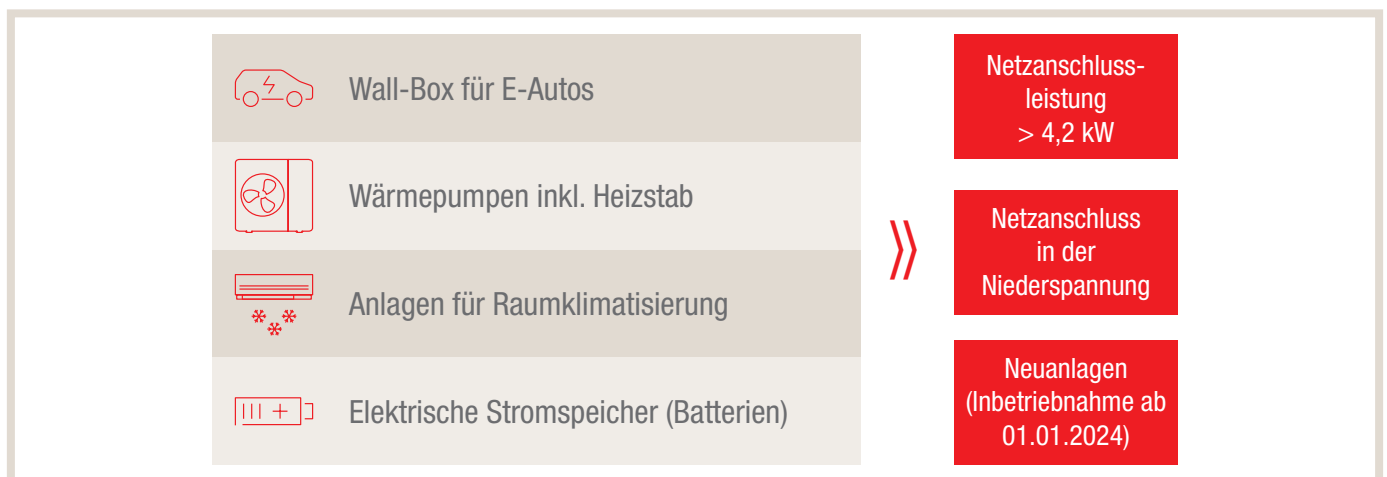 Wall-Box für E-Autos
Wärmepumpen inkl. Heizstab
Anlagen für Raumklimatisierung
Elektrische Stromspeicher (Batterien)
Netzanschluss-
leistung
> 4,2 kW
Netzanschluss
in der
Niederspannung
Neuanlagen
(Inbetriebnahme ab
01.01.2024)